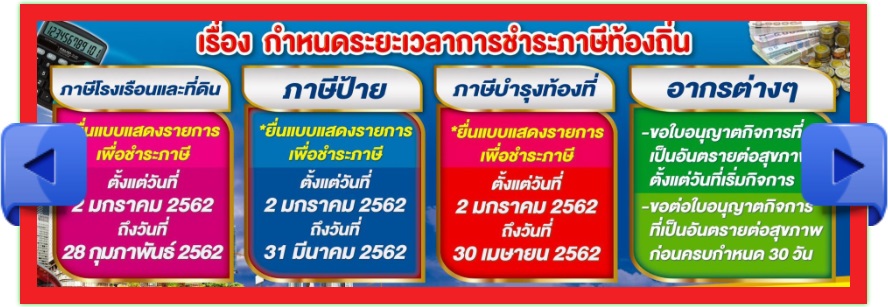 เรื่อง กำหนดระยะเวลาการชำระภาษีท้องถิ่น
ภาษีโรงเรือนและที่ดิน
*ยื่นแบบแสดงรายการ
เพื่อชำระภาษี
ตั้งแต่วันที่
2 มกราคม 2562
ถึงวันที่
28 กุมภาพันธ์ 2562
ภาษีป้าย
*ยื่นแบบแสดงรายการ
เพื่อชำระภาษี
ตั้งแต่วันที่
2 มกราคม 2562
ถึงวันที่
31 มีนาคม 2562
ภาษีบำรุงท้องที่
*ยื่นแบบแสดงรายการ
เพื่อชำระภาษี
ตั้งแต่วันที่
2 มกราคม 2562
ถึงวันที่
30 เมษายน 2562
อากรต่างๆ
-ขอใบอนุญาตกิจการที่
เป็นอันตรายต่อสุขภาพ
ตั้งแต่วันที่เริ่มกิจการ
-ขอต่อใบอนุญาตกิจการ
ที่เป็นอันตรายต่อสุขภาพ
ก่อนครบกำหนด 30 วัน